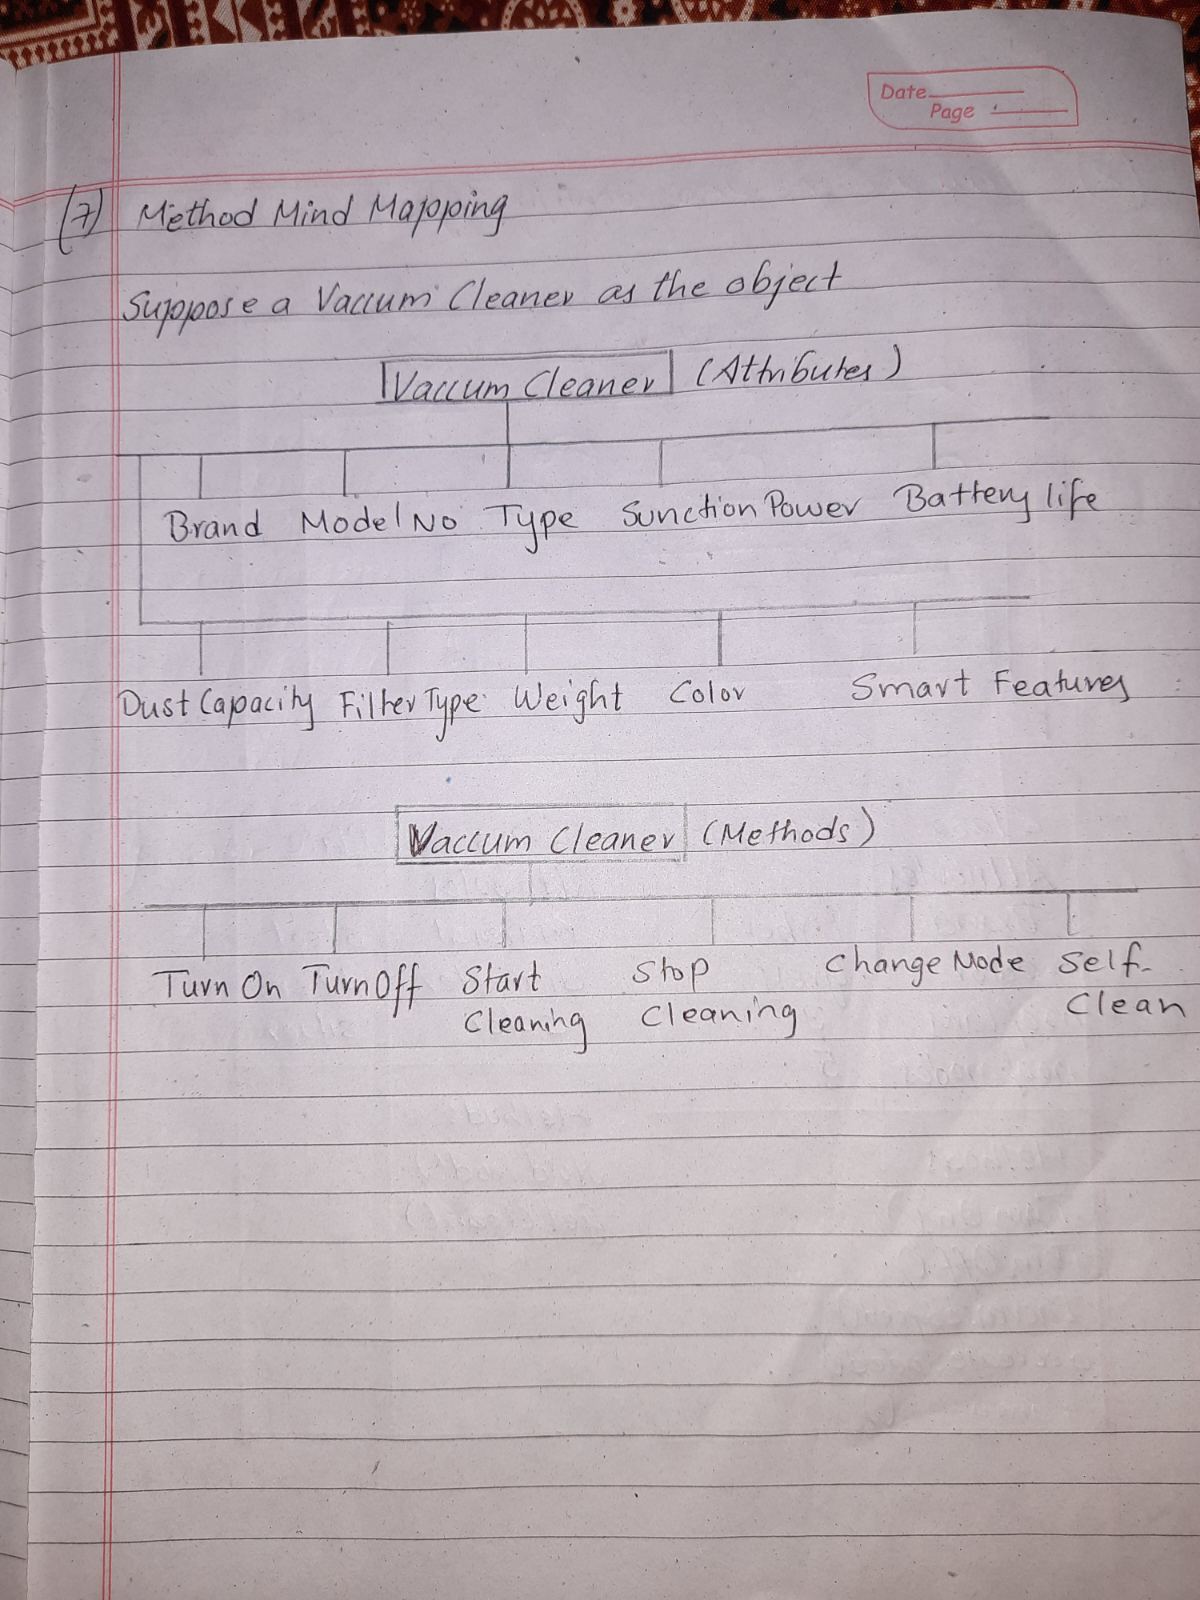 Date
Page
(7) Method Mind Mapping
Suppose a Vaccum Cleaner as the object
Vaccum Cleaner (Attributes)
Brand Model No Type Sunction Power Battery life
Dust Capacity Filter Type Weight Color Smart Features
Vaccum Cleaner (Methods)
Turn On Turn Off Start Stop Change Mode Self-
Cleaning Cleaning Clean